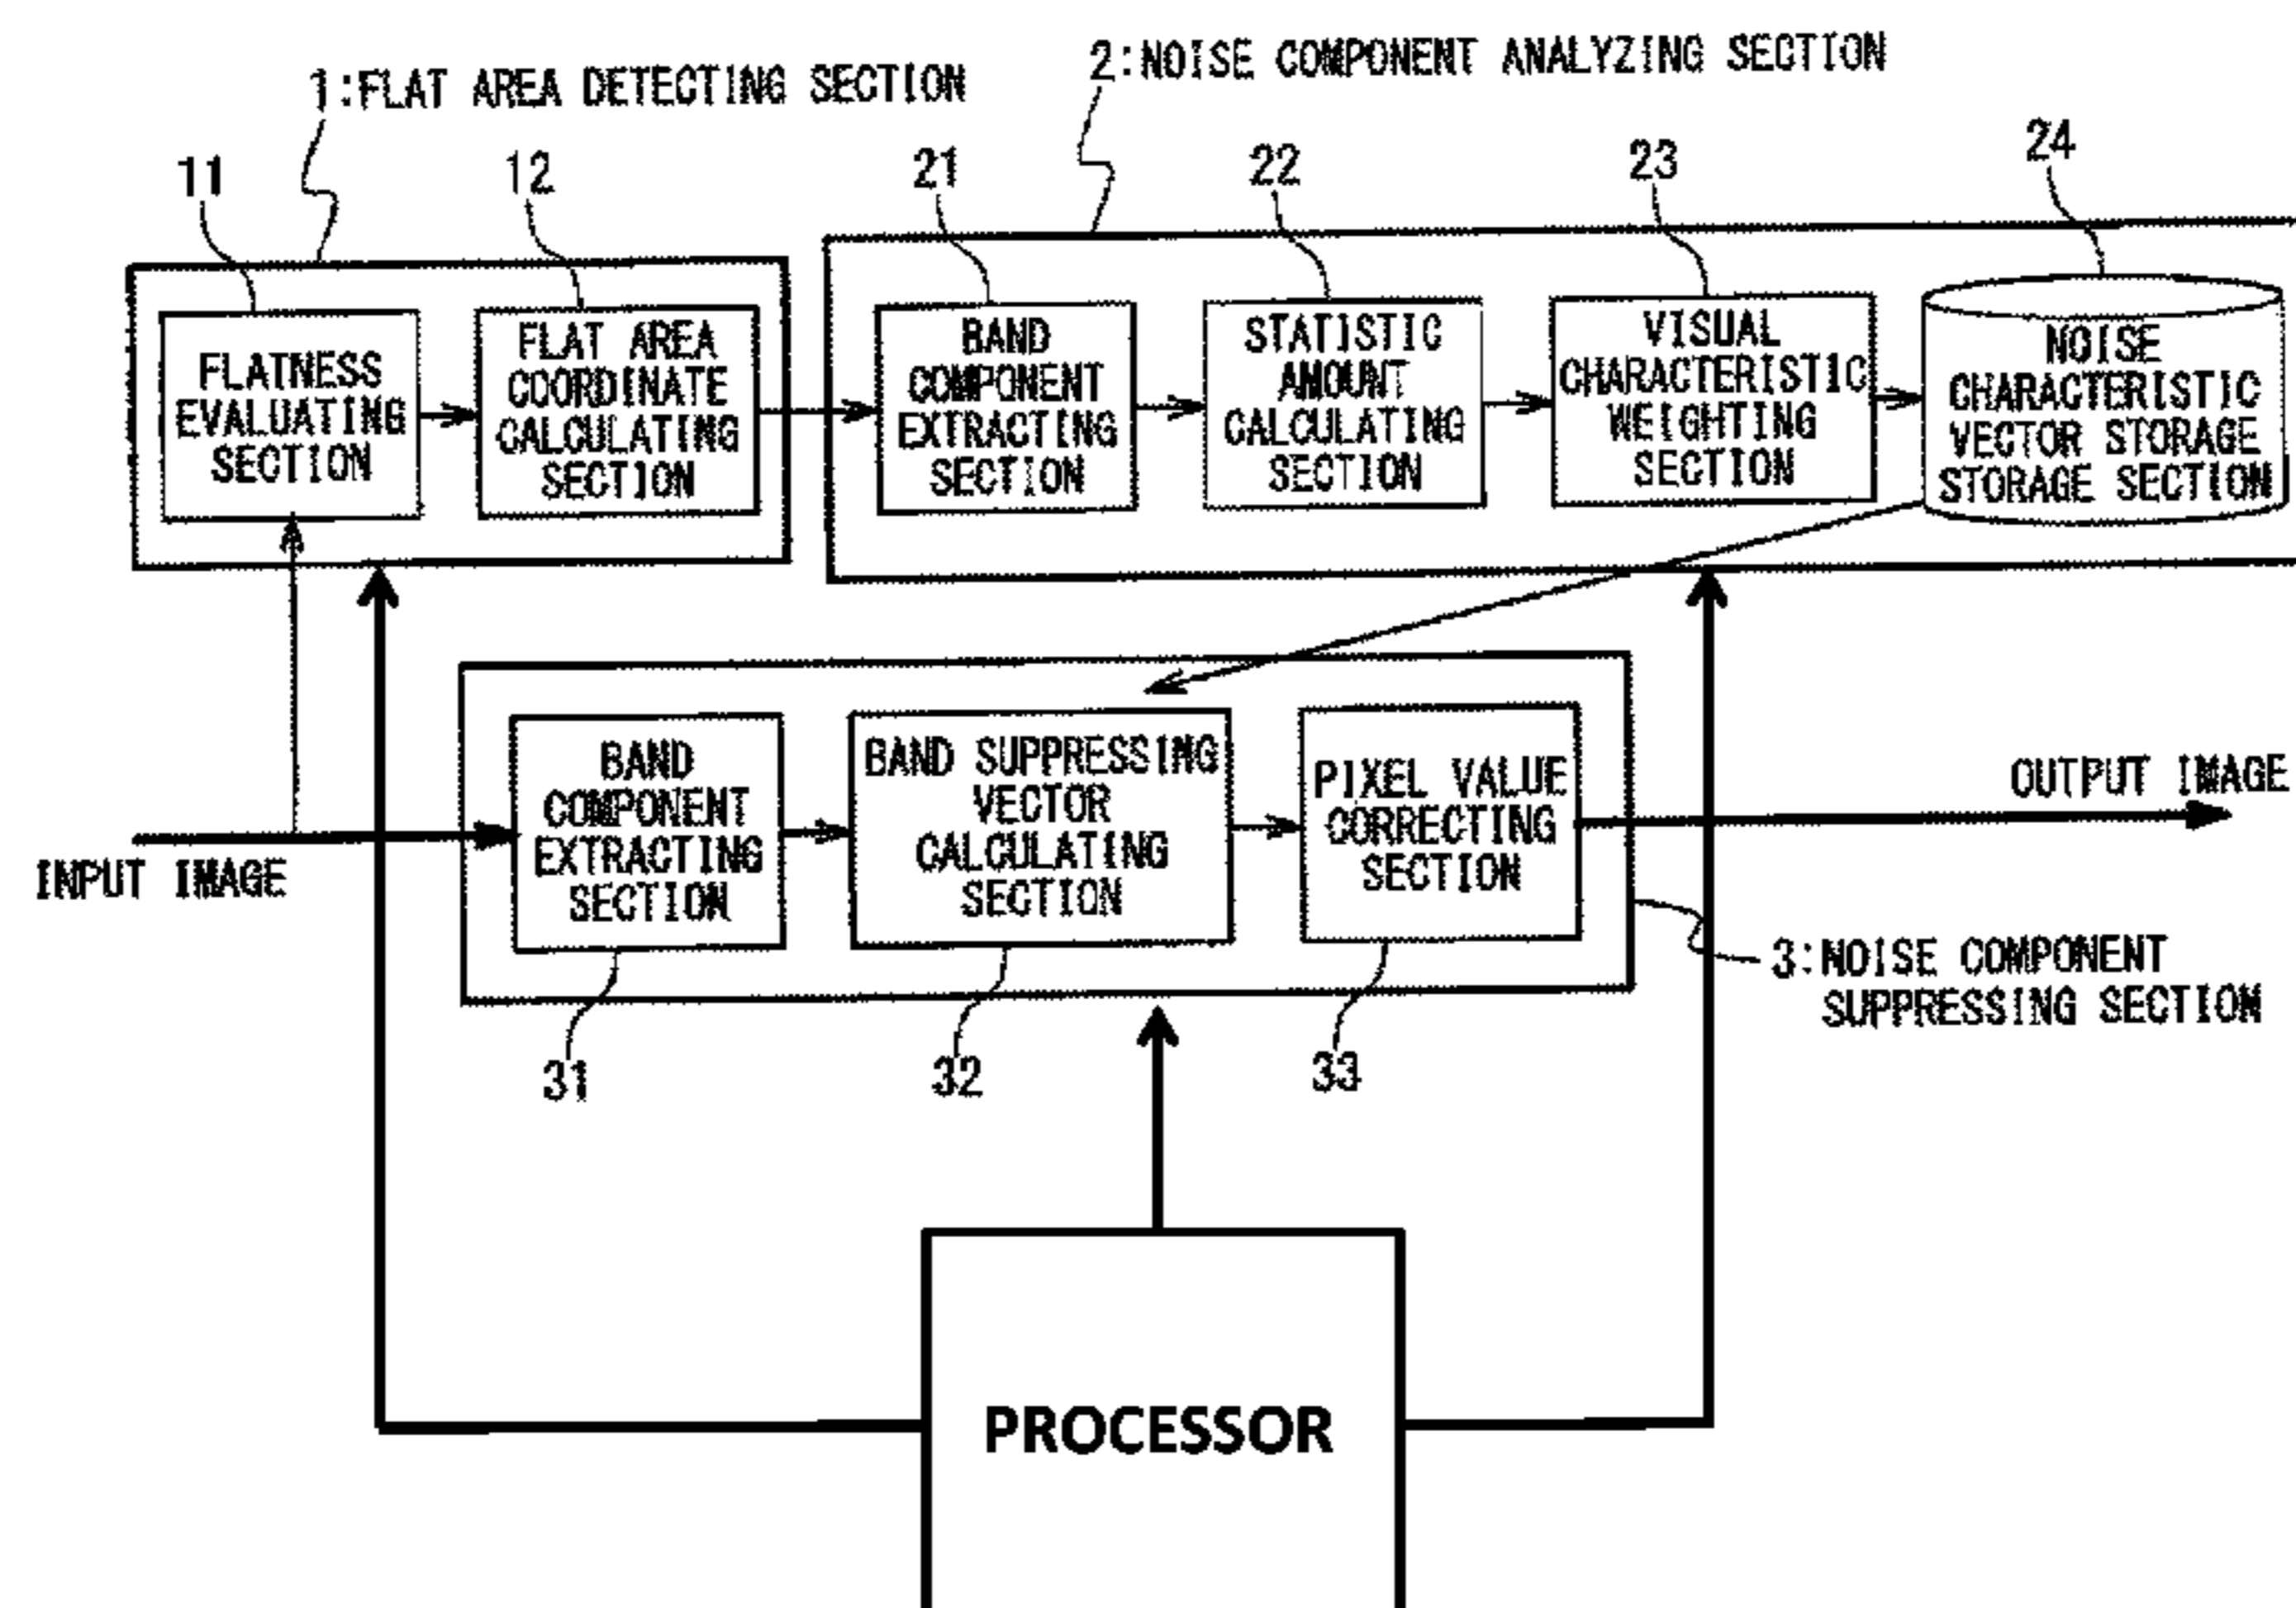 1:FLAT AREA DETECTING SECTION
2:NOISE COMPONENT ANALYZING SECTION
11
12
21
22
23
24
FLATNESS
EVALUATING
SECTION
FLAT AREA
COORDINATE
CALCULATING
SECTION
BAND
COMPONENT
EXTRACTING
SECTION
STATISTIC
AMOUNT
CALCULATING
SECTION
VISUAL
CHARACTERISTIC
WEIGHTING
SECTION
NOISE
CHARACTERISTIC
VECTOR STORAGE
STORAGE SECTION
INPUT IMAGE
BAND
COMPONENT
EXTRACTING
SECTION
BAND SUPPRESSING
VECTOR
CALCULATING
SECTION
PIXEL VALUE
CORRECTING
SECTION
OUTPUT IMAGE
31
32
33
3:NOISE COMPONENT
SUPPRESSING SECTION
PROCESSOR